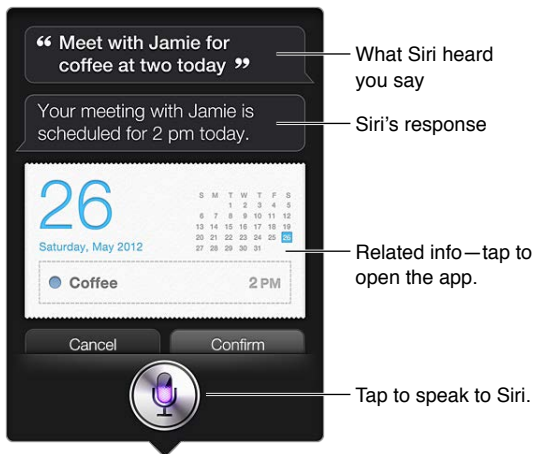 “ Meet with Jamie for
coffee at two today ”
What Siri heard
you say
Your meeting with Jamie is
scheduled for 2 pm today.
Siri’s response
26
Saturday, May 2012
S M T W T F S
1 2 3 4 5
6 7 8 9 10 11 12
13 14 15 16 17 18 19
20 21 22 23 24 25 26
27 28 29 30 31
Related info—tap to
open the app.
Coffee 2 PM
Cancel Confirm
Tap to speak to Siri.